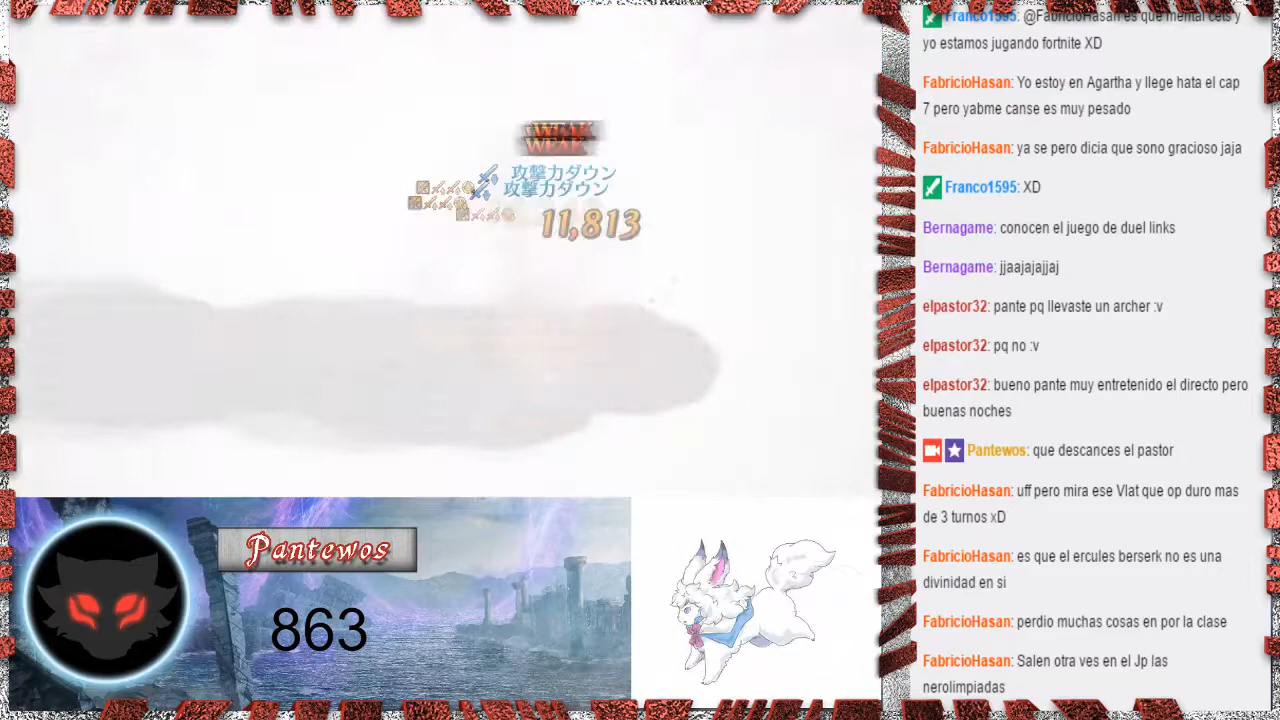 WEAK
WEAK
攻撃力ダウン
攻撃力ダウン
11,813
Pantewos
863
Franco1595: @FabricioHasan es que mental cets y
yo estamos jugando fortnite XD
FabricioHasan: Yo estoy en Agartha y llege hata el cap
7 pero yabme canse es muy pesado
FabricioHasan: ya se pero dicia que sono gracioso jaja
Franco1595: XD
Bernagame: conocen el juego de duel links
Bernagame: jjaajajajjaj
elpastor32: pante pq llevaste un archer :v
elpastor32: pq no :v
elpastor32: bueno pante muy entretenido el directo pero
buenas noches
Pantewos: que descances el pastor
FabricioHasan: uff pero mira ese Vlat que op duro mas
de 3 turnos xD
FabricioHasan: es que el ercules berserk no es una
divinidad en si
FabricioHasan: perdio muchas cosas en por la clase
FabricioHasan: Salen otra ves en el Jp las
nerolimpiadas